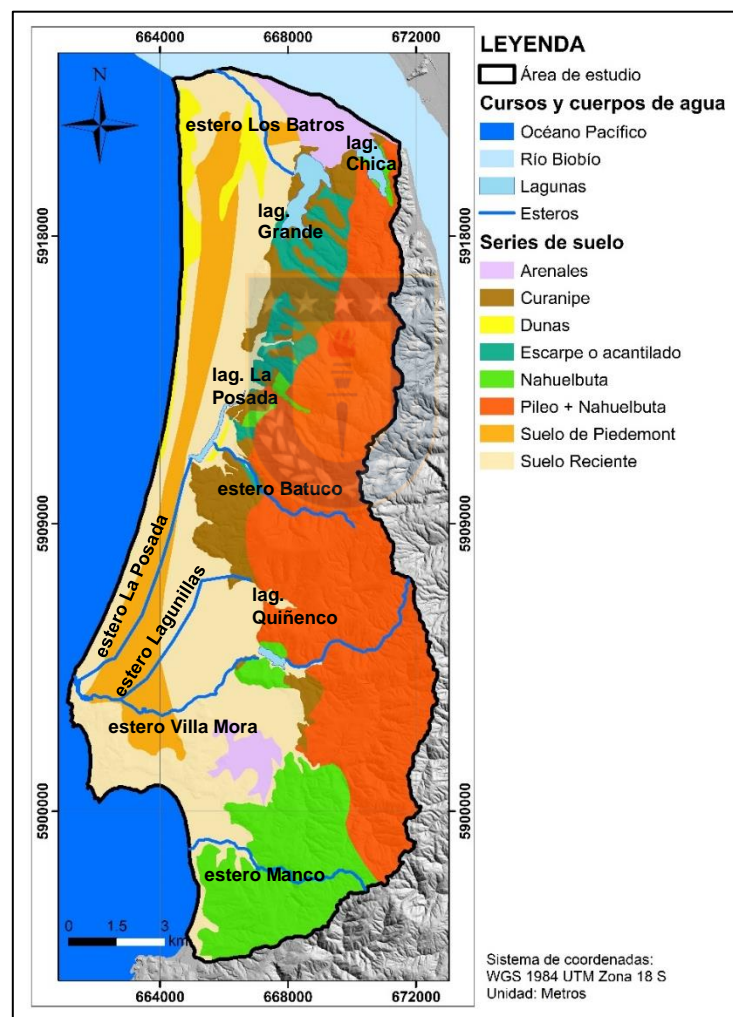 664000 668000 672000
N
estero Los Batros
lag.
Chica
lag.
Grande
5918000 5918000
lag. La
Posada
estero Batuco
5909000 5909000
estero La Posada
estero Lagunillas
lag.
Quiñenco
estero Villa Mora
5900000 5900000
estero Manco
0 1.5 3
km
664000 668000 672000
LEYENDA
Área de estudio
Cursos y cuerpos de agua
Océano Pacífico
Río Biobío
Lagunas
Esteros
Series de suelo
Arenales
Curanipe
Dunas
Escarpe o acantilado
Nahuelbuta
Pileo + Nahuelbuta
Suelo de Piedemont
Suelo Reciente
Sistema de coordenadas:
WGS 1984 UTM Zona 18 S
Unidad: Metros